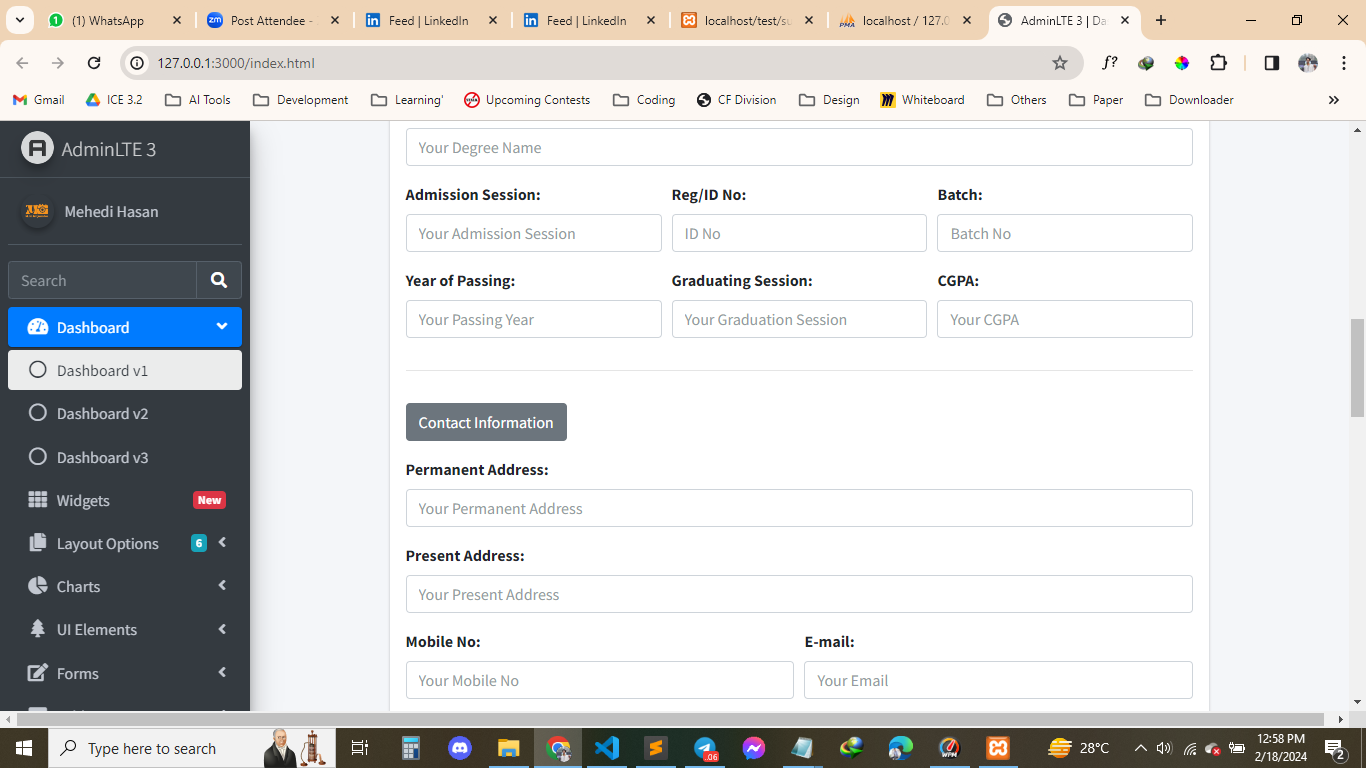 (1) WhatsApp
Post Attendee -
Feed | LinkedIn
Feed | LinkedIn
localhost/test/su
localhost / 127.0
AdminLTE 3 | Da
127.0.0.1:3000/index.html
f?
Gmail
ICE 3.2
AI Tools
Development
Learning'
Upcoming Contests
Coding
CF Division
Design
Whiteboard
Others
Paper
Downloader
AdminLTE 3
Mehedi Hasan
Search
Dashboard
Dashboard v1
Dashboard v2
Dashboard v3
Widgets New
Layout Options 6
Charts
UI Elements
Forms
Your Degree Name
Admission Session: Reg/ID No: Batch:
Your Admission Session ID No Batch No
Year of Passing: Graduating Session: CGPA:
Your Passing Year Your Graduation Session Your CGPA
Contact Information
Permanent Address:
Your Permanent Address
Present Address:
Your Present Address
Mobile No: E-mail:
Your Mobile No Your Email
Type here to search
.06
28°C
12:58 PM
2/18/2024
2